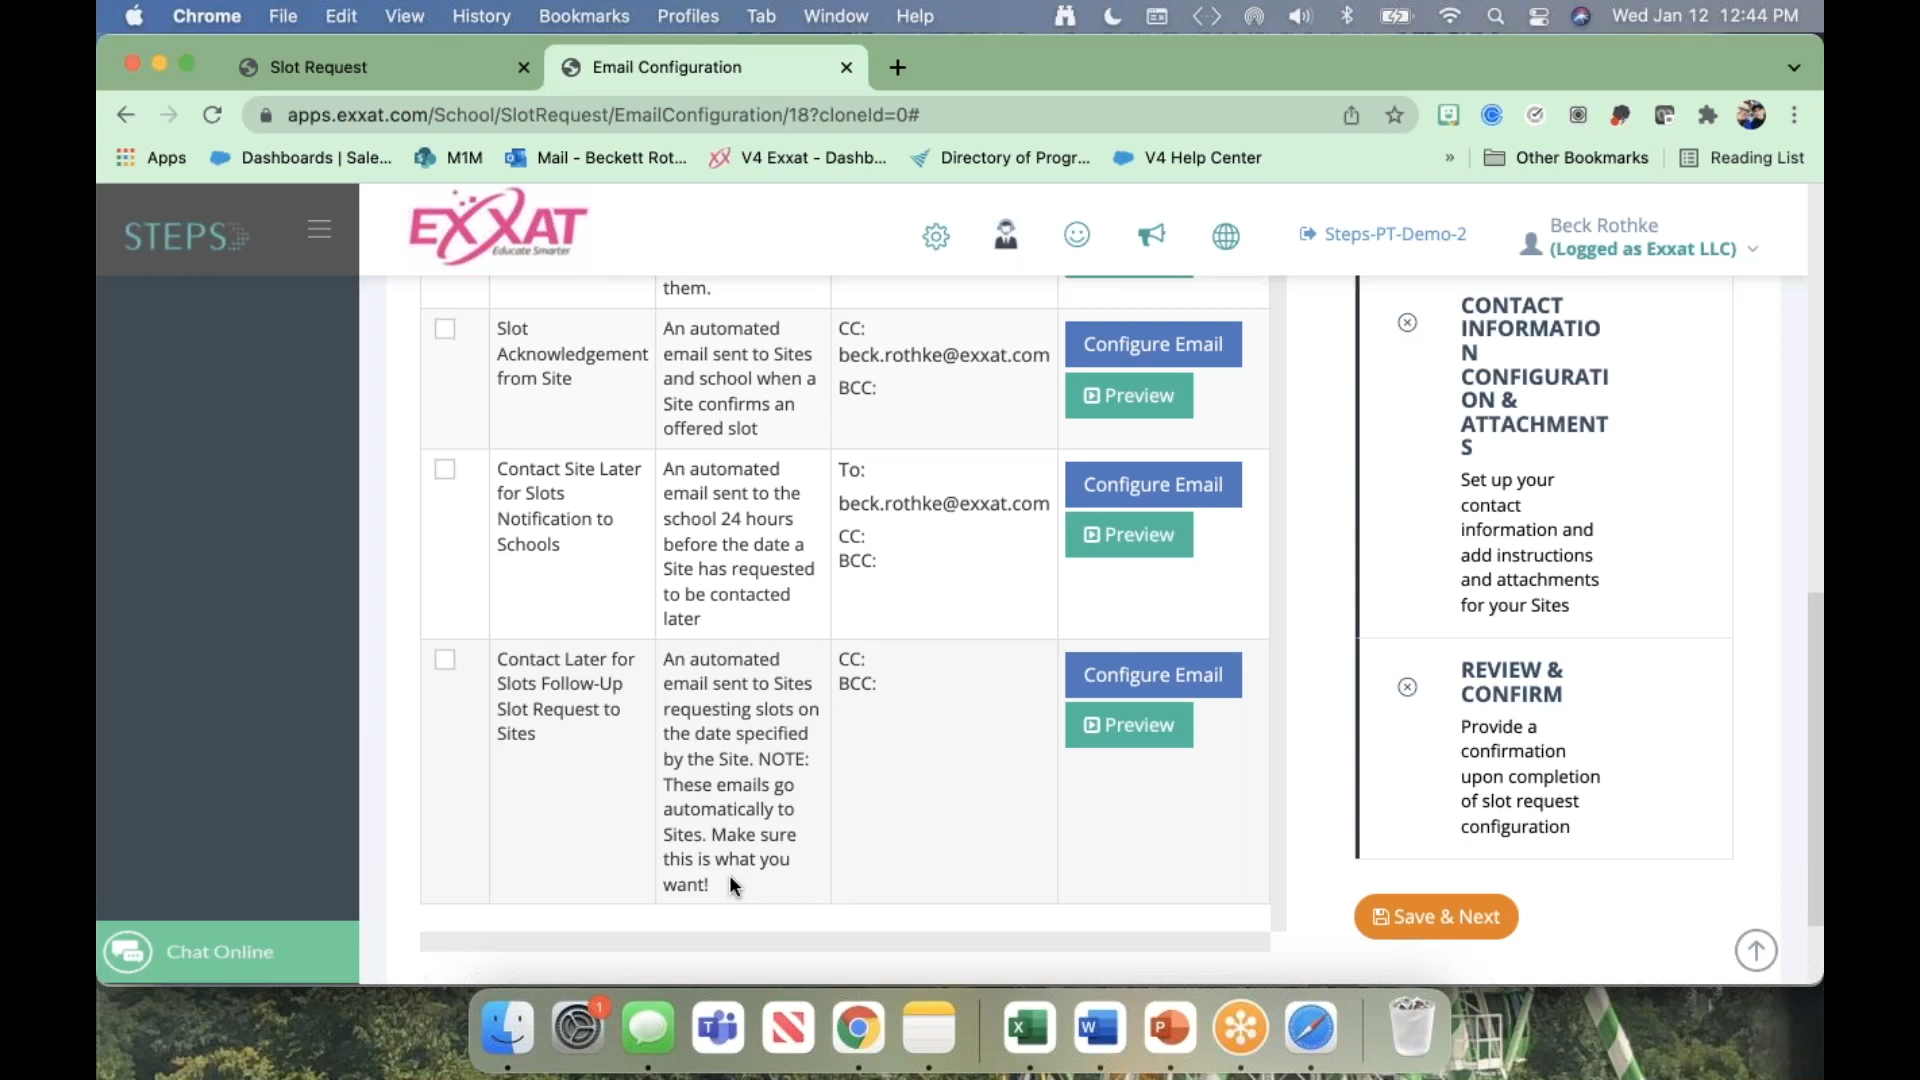 Chrome File Edit View History Bookmarks Profiles Tab Window Help Wed Jan 12 12:44 PM
Slot Request Email Configuration
apps.exxat.com/School/SlotRequest/EmailConfiguration/18?cloneId=0#
Apps Dashboards | Sale... M1M Mail - Beckett Rot... V4 Exxat - Dashb... Directory of Progr... V4 Help Center » Other Bookmarks Reading List
STEPS
EXXAT
Educate Smarter
Steps-PT-Demo-2
Beck Rothke
(Logged as Exxat LLC)
them.
Slot
Acknowledgement
from Site
An automated
email sent to Sites
and school when a
Site confirms an
offered slot
CC:
beck.rothke@exxat.com
BCC:
Configure Email
Preview
Contact Site Later
for Slots
Notification to
Schools
An automated
email sent to the
school 24 hours
before the date a
Site has requested
to be contacted
later
To:
beck.rothke@exxat.com
CC:
BCC:
Configure Email
Preview
Contact Later for
Slots Follow-Up
Slot Request to
Sites
An automated
email sent to Sites
requesting slots on
the date specified
by the Site. NOTE:
These emails go
automatically to
Sites. Make sure
this is what you
want!
CC:
BCC:
Configure Email
Preview
CONTACT
INFORMATIO
N
CONFIGURATI
ON &
ATTACHMENT
S
Set up your
contact
information and
add instructions
and attachments
for your Sites
REVIEW &
CONFIRM
Provide a
confirmation
upon completion
of slot request
configuration
Save & Next
Chat Online
1